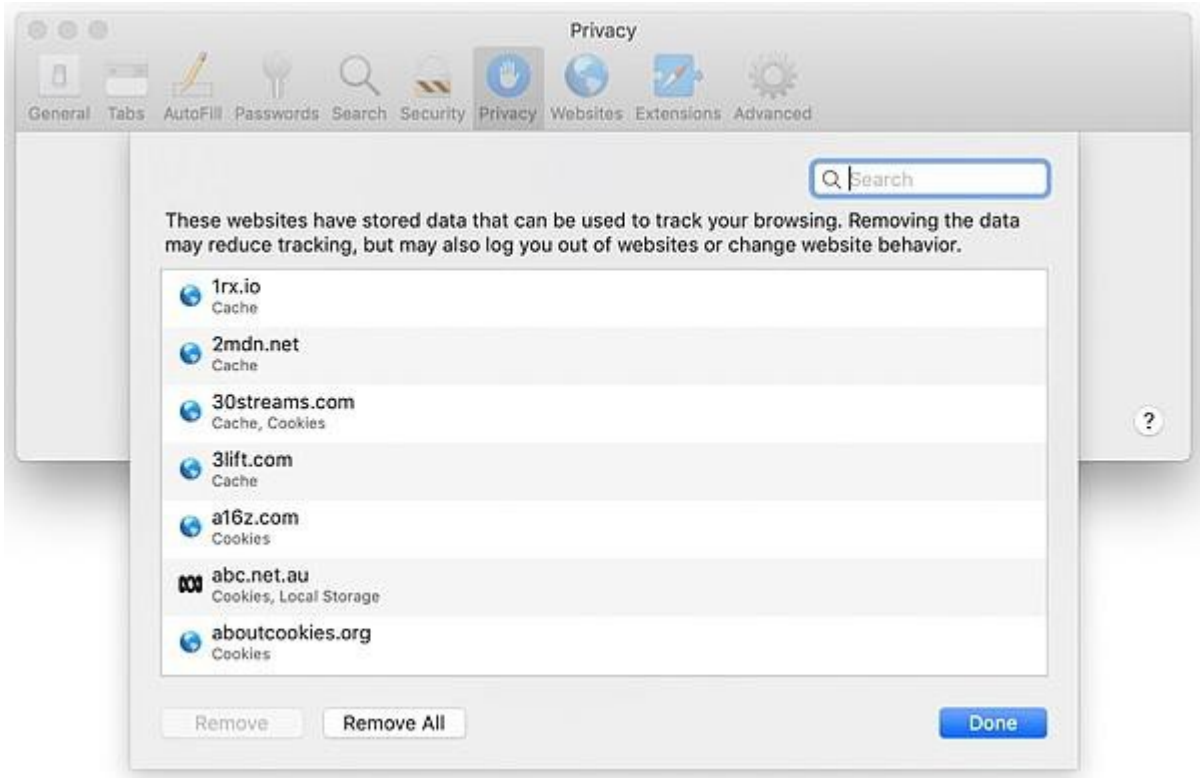 Privacy
General Tabs AutoFill Passwords Search Security Privacy Websites Extensions Advanced
Search
These websites have stored data that can be used to track your browsing. Removing the data
may reduce tracking, but may also log you out of websites or change website behavior.
1rx.io
Cache
2mdn.net
Cache
30streams.com
Cache, Cookies
3lift.com
Cache
a16z.com
Cookies
abc.net.au
Cookies, Local Storage
aboutcookies.org
Cookies
?
Remove Remove All Done